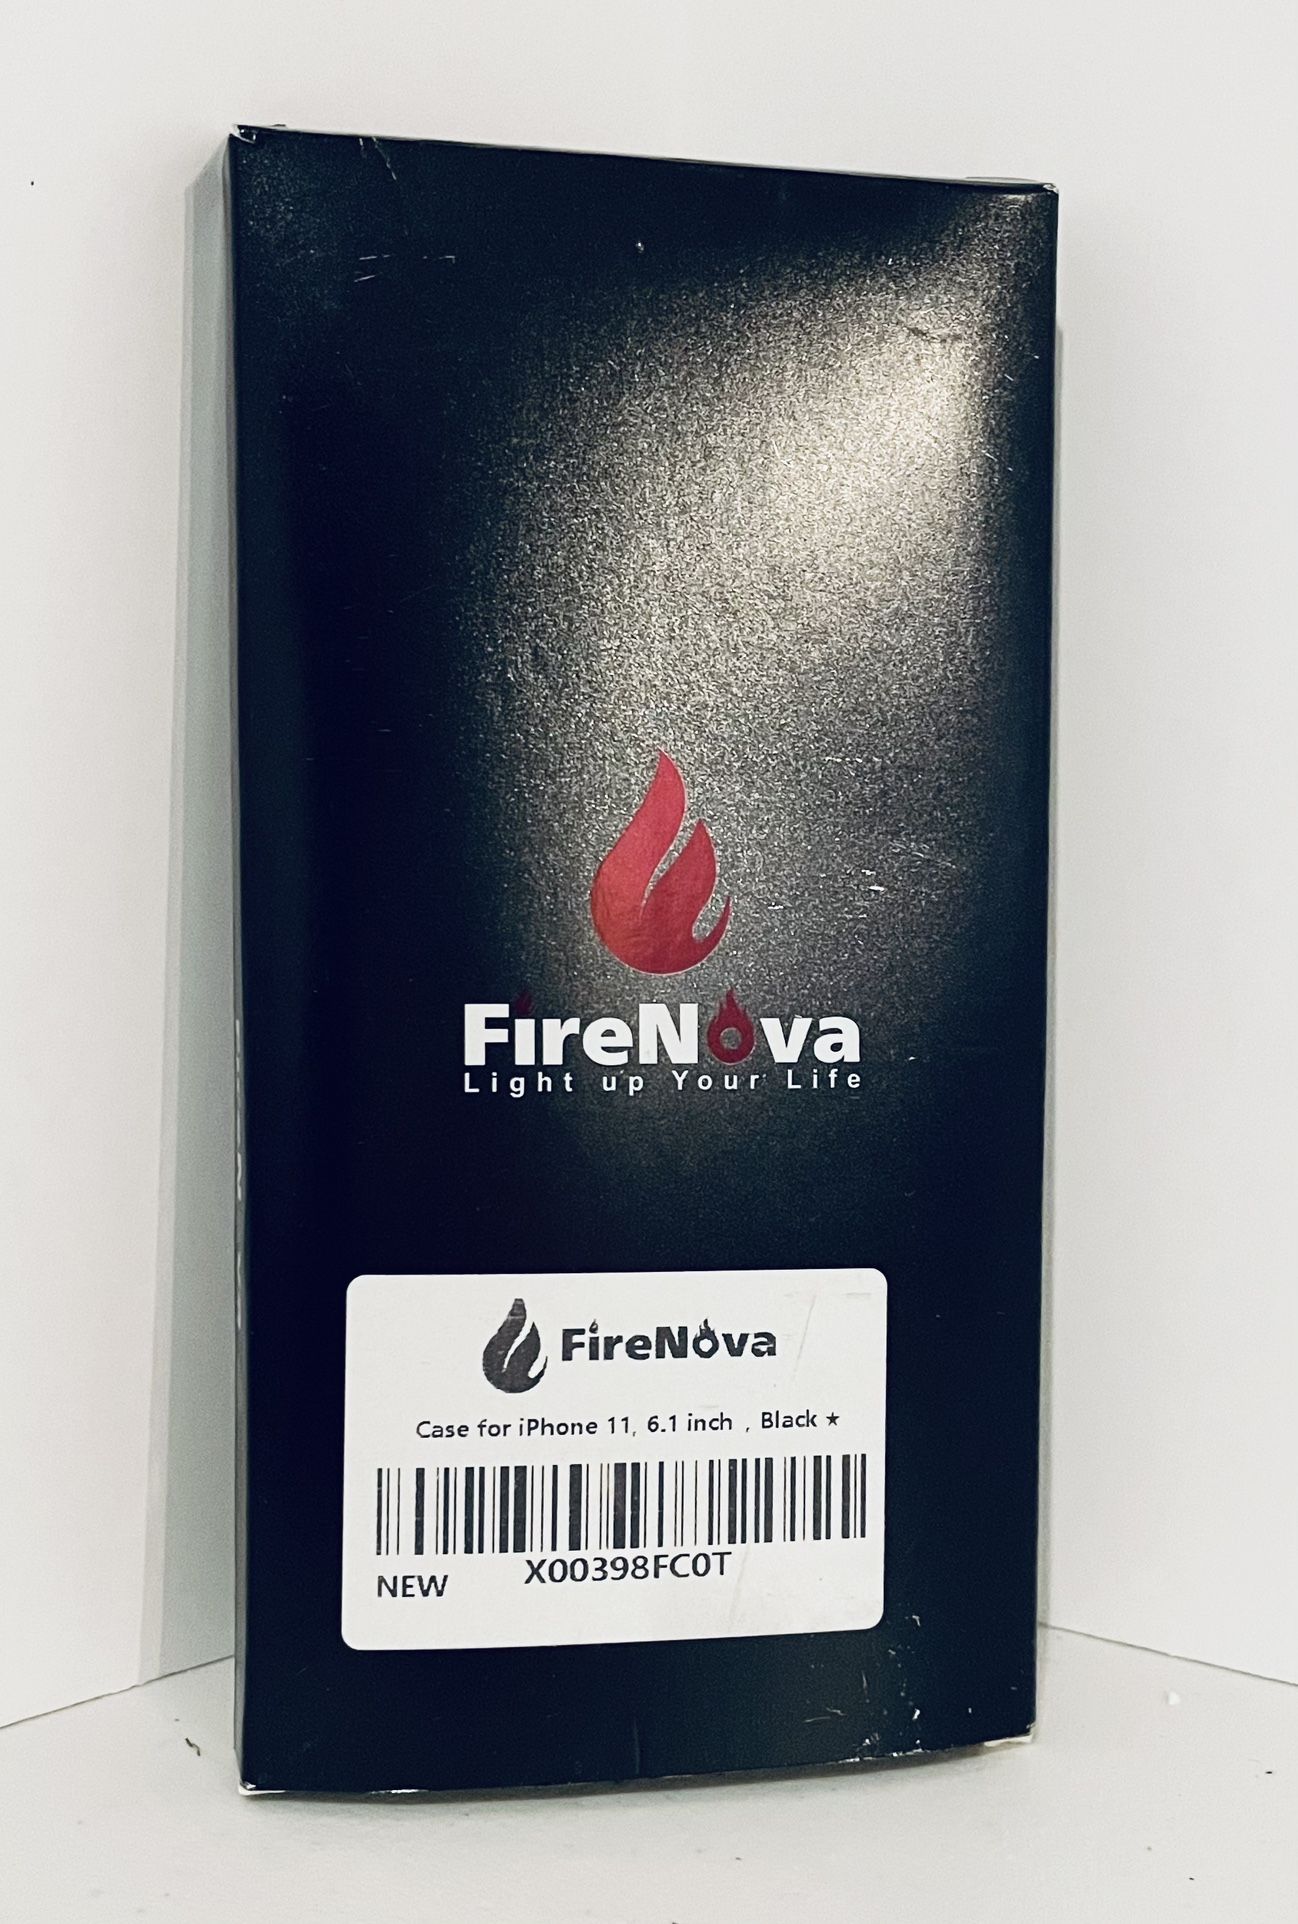 FireNova
Light up Your Life
FireNova
Case for iPhone 11, 6.1 inch , Black ★
X00398FC0T
NEW